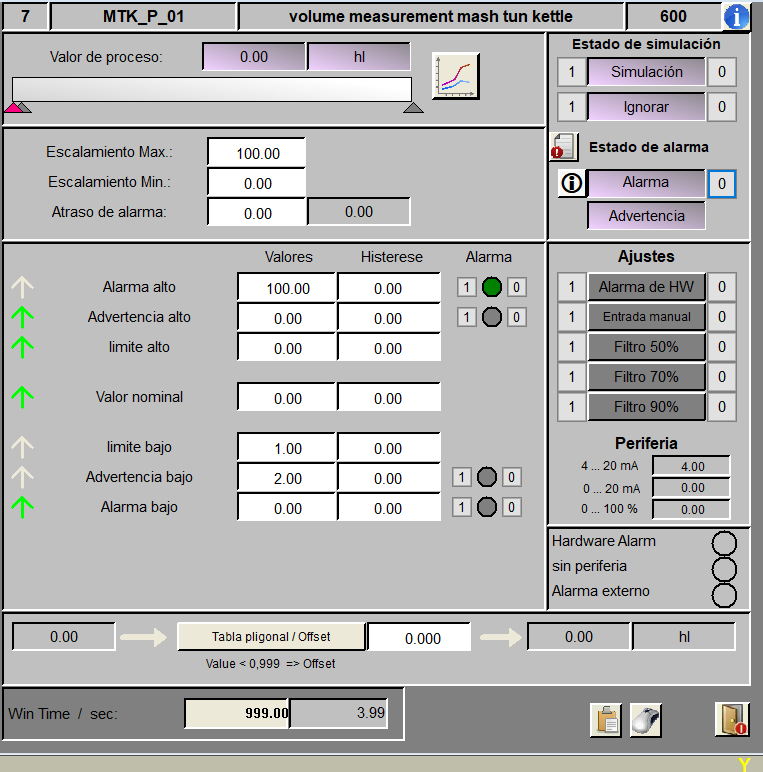 7 MTK_P_01 volume measurement mash tun kettle 600
Valor de proceso: 0.00 hl
Estado de simulación
1 Simulación 0
1 Ignorar 0
Estado de alarma
Alarma 0
Advertencia
Escalamiento Max.: 100.00
Escalamiento Min.: 0.00
Atraso de alarma: 0.00 0.00
Valores Histerese Alarma
Alarma alto 100.00 0.00 1 0
Advertencia alto 0.00 0.00 1 0
limite alto 0.00 0.00
Valor nominal 0.00 0.00
limite bajo 1.00 0.00
Advertencia bajo 2.00 0.00 1 0
Alarma bajo 0.00 0.00 1 0
Ajustes
1 Alarma de HW 0
1 Entrada manual 0
1 Filtro 50% 0
1 Filtro 70% 0
1 Filtro 90% 0
Periferia
4 ... 20 mA 4.00
0 ... 20 mA 0.00
0 ... 100 % 0.00
Hardware Alarm
sin periferia
Alarma externo
0.00 Tabla pligonal / Offset 0.000 0.00 hl
Value < 0,999 => Offset
Win Time / sec: 999.00 3.99
Y